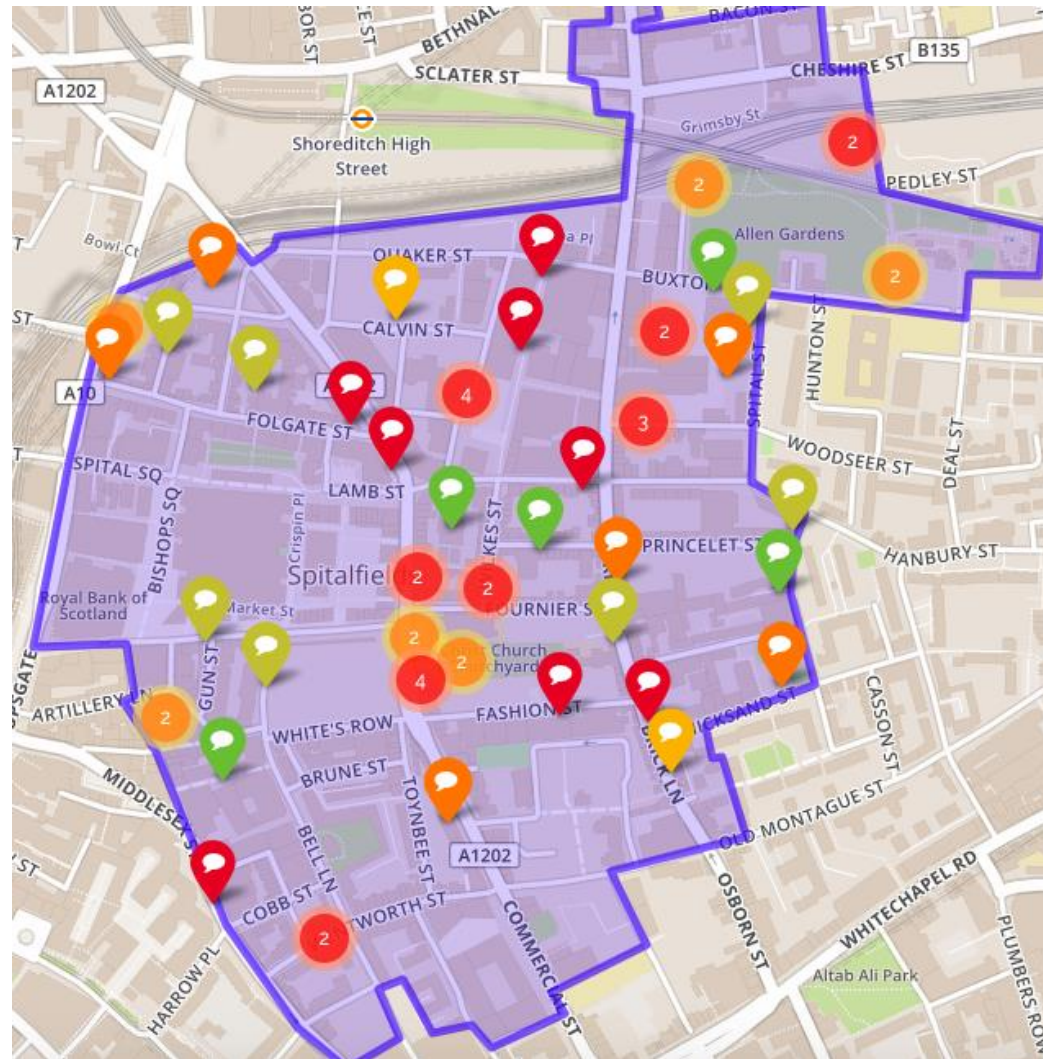 BACON ST
BETHNAL
SCLATER ST
CHESHIRE ST
B135
A1202
Shoreditch High
Street
Grimsby St
2
2
PEDLEY ST
Bowl Ct
Allen Gardens
QUAKER ST
BUXTON
2
ST
CALVIN ST
2
HUNTON ST
SPITAL ST
A10
4
3
FOLGATE ST
WOODSEER ST
DEAL ST
SPITAL SQ
LAMB ST
BISHOPS SQ
Crispin Pl
PRINCELET ST
HANBURY ST
Spitalfield
2
2
Royal Bank of
Scotland
Market St
FOURNIER S
2
2
Church
4
GUN ST
ARTILLERY LN
2
WHITE'S ROW
FASHION ST
CASSON ST
BRUNE ST
BRICK LN
MIDDLESEX S
TOYNBEE ST
OLD MONTAGUE ST
A1202
BELL LN
COBB ST
2
OSBORN ST
WHITECHAPEL RD
COMMERCIAL ST
HARROW PL
Altab Ali Park
PLUMBERS ROW